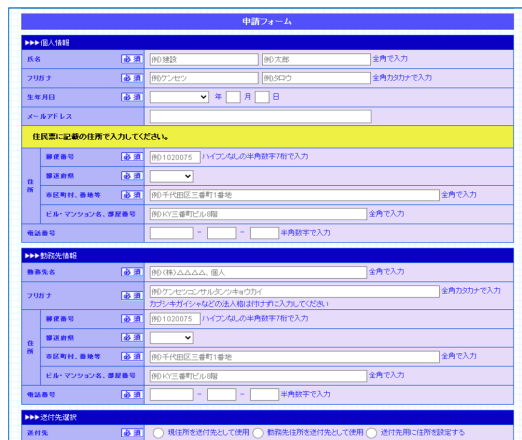 申請フォーム
▶▶▶個人情報
氏名 必 須 例)建設 例)太郎 全角で入力
フリガナ 必 須 例)ケンセツ 例)タロウ 全角カタカナで入力
生年月日 必 須 年 月 日
メールアドレス
住民票に記載の住所で入力してください。
住所
郵便番号 必 須 例)1020075 ハイフンなしの半角数字7桁で入力
都道府県 必 須
市区町村、番地等 必 須 例)千代田区三番町1番地 全角で入力
ビル・マンション名、部屋番号 例)KY三番町ビル8階 全角で入力
電話番号 - - 半角数字で入力
▶▶▶勤務先情報
勤務先名 必 須 例)(株)△△△△、個人 全角で入力
フリガナ 必 須 例)ケンセツコンサルタンツキョウカイ 全角カタカナで入力
カブシキガイシャなどの法人格は付けずに入力してください
住所
郵便番号 必 須 例)1020075 ハイフンなしの半角数字7桁で入力
都道府県 必 須
市区町村、番地等 必 須 例)千代田区三番町1番地 全角で入力
ビル・マンション名、部屋番号 例)KY三番町ビル8階 全角で入力
電話番号 必 須 - - 半角数字で入力
▶▶▶送付先選択
送付先 必 須 現住所を送付先として使用 勤務先住所を送付先として使用 送付先用に住所を設定する